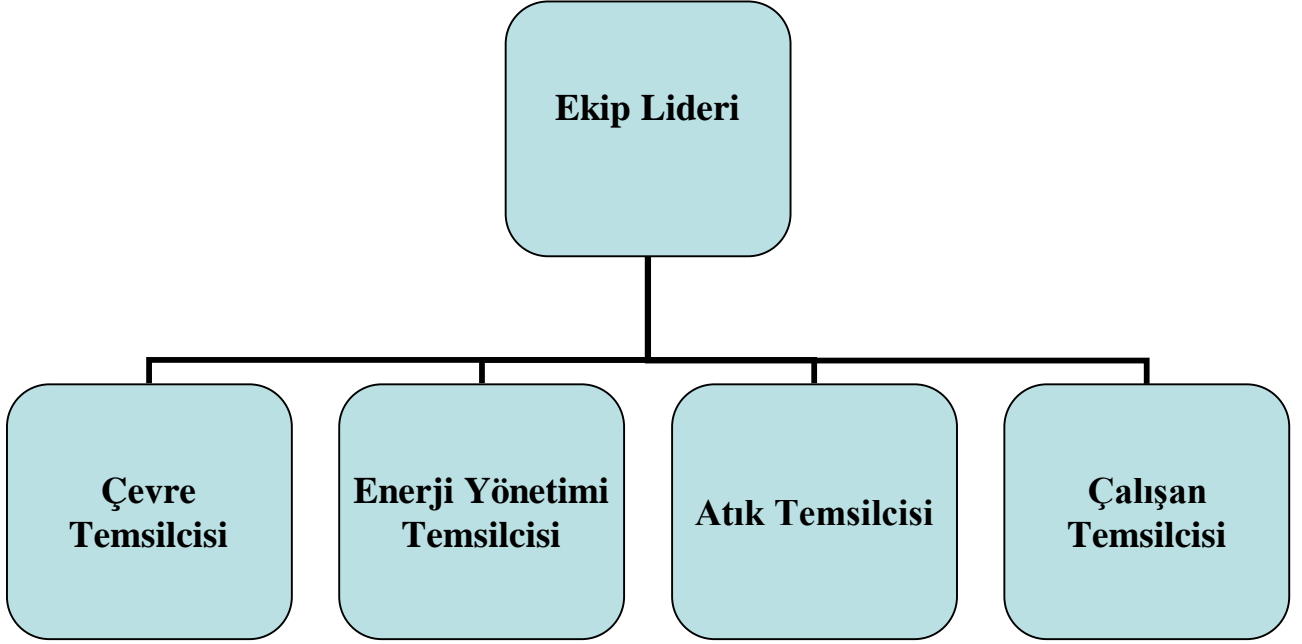 Ekip Lideri
Çevre
Temsilcisi
Enerji Yönetimi
Temsilcisi
Atık Temsilcisi
Çalışan
Temsilcisi